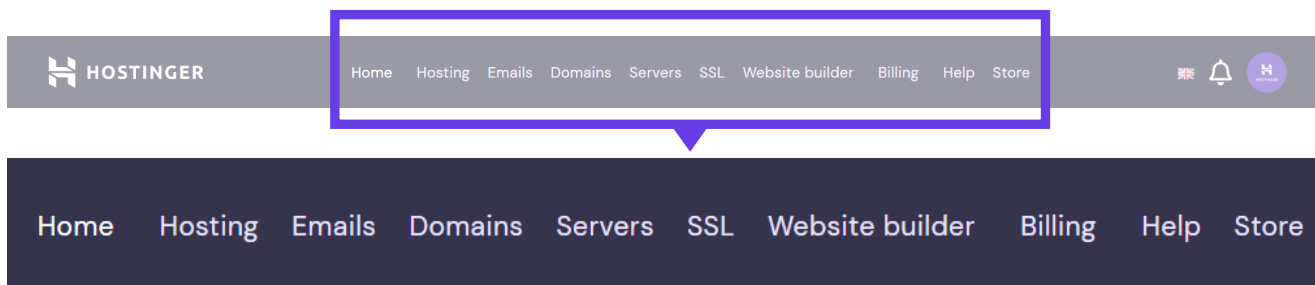 HOSTINGER Home Hosting Emails Domains Servers SSL Website builder Billing Help Store
Home Hosting Emails Domains Servers SSL Website builder Billing Help Store